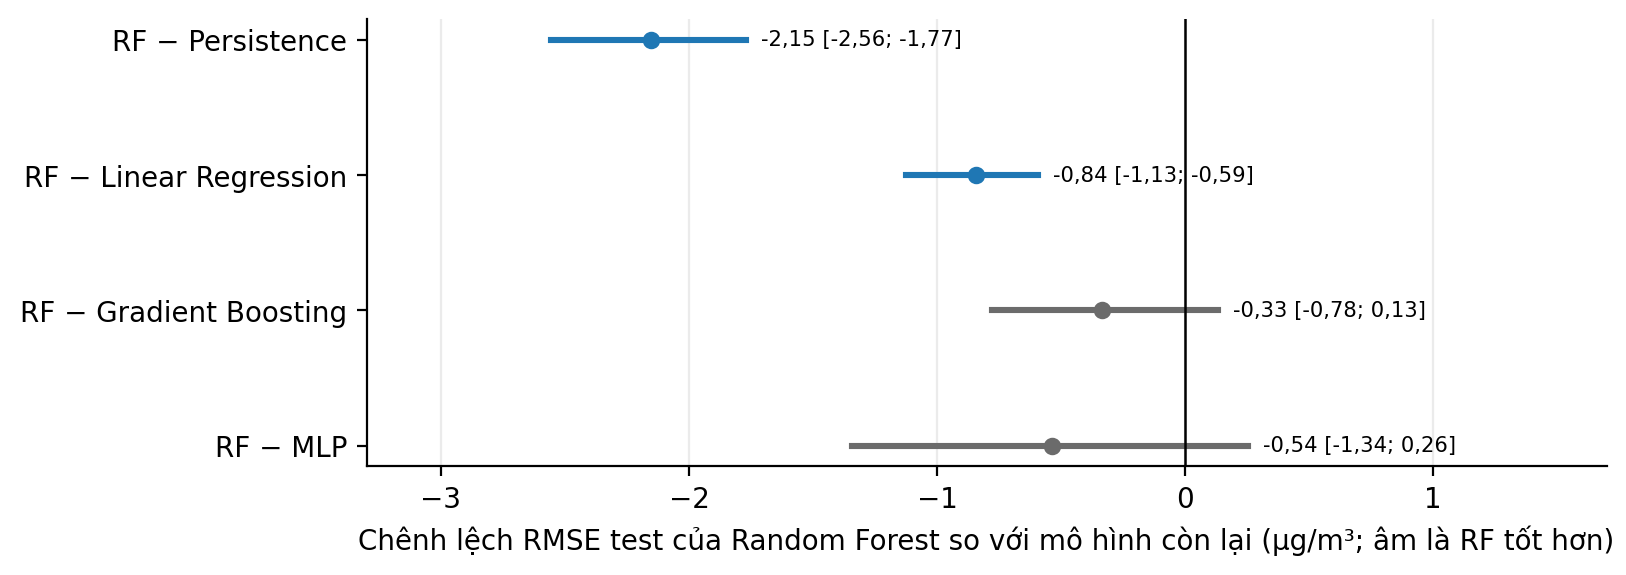 RF − Persistence
-2,15 [-2,56; -1,77]
RF − Linear Regression
-0,84 [-1,13; -0,59]
RF − Gradient Boosting
-0,33 [-0,78; 0,13]
RF − MLP
-0,54 [-1,34; 0,26]
−3 −2 −1 0 1
Chênh lệch RMSE test của Random Forest so với mô hình còn lại (µg/m³; âm là RF tốt hơn)